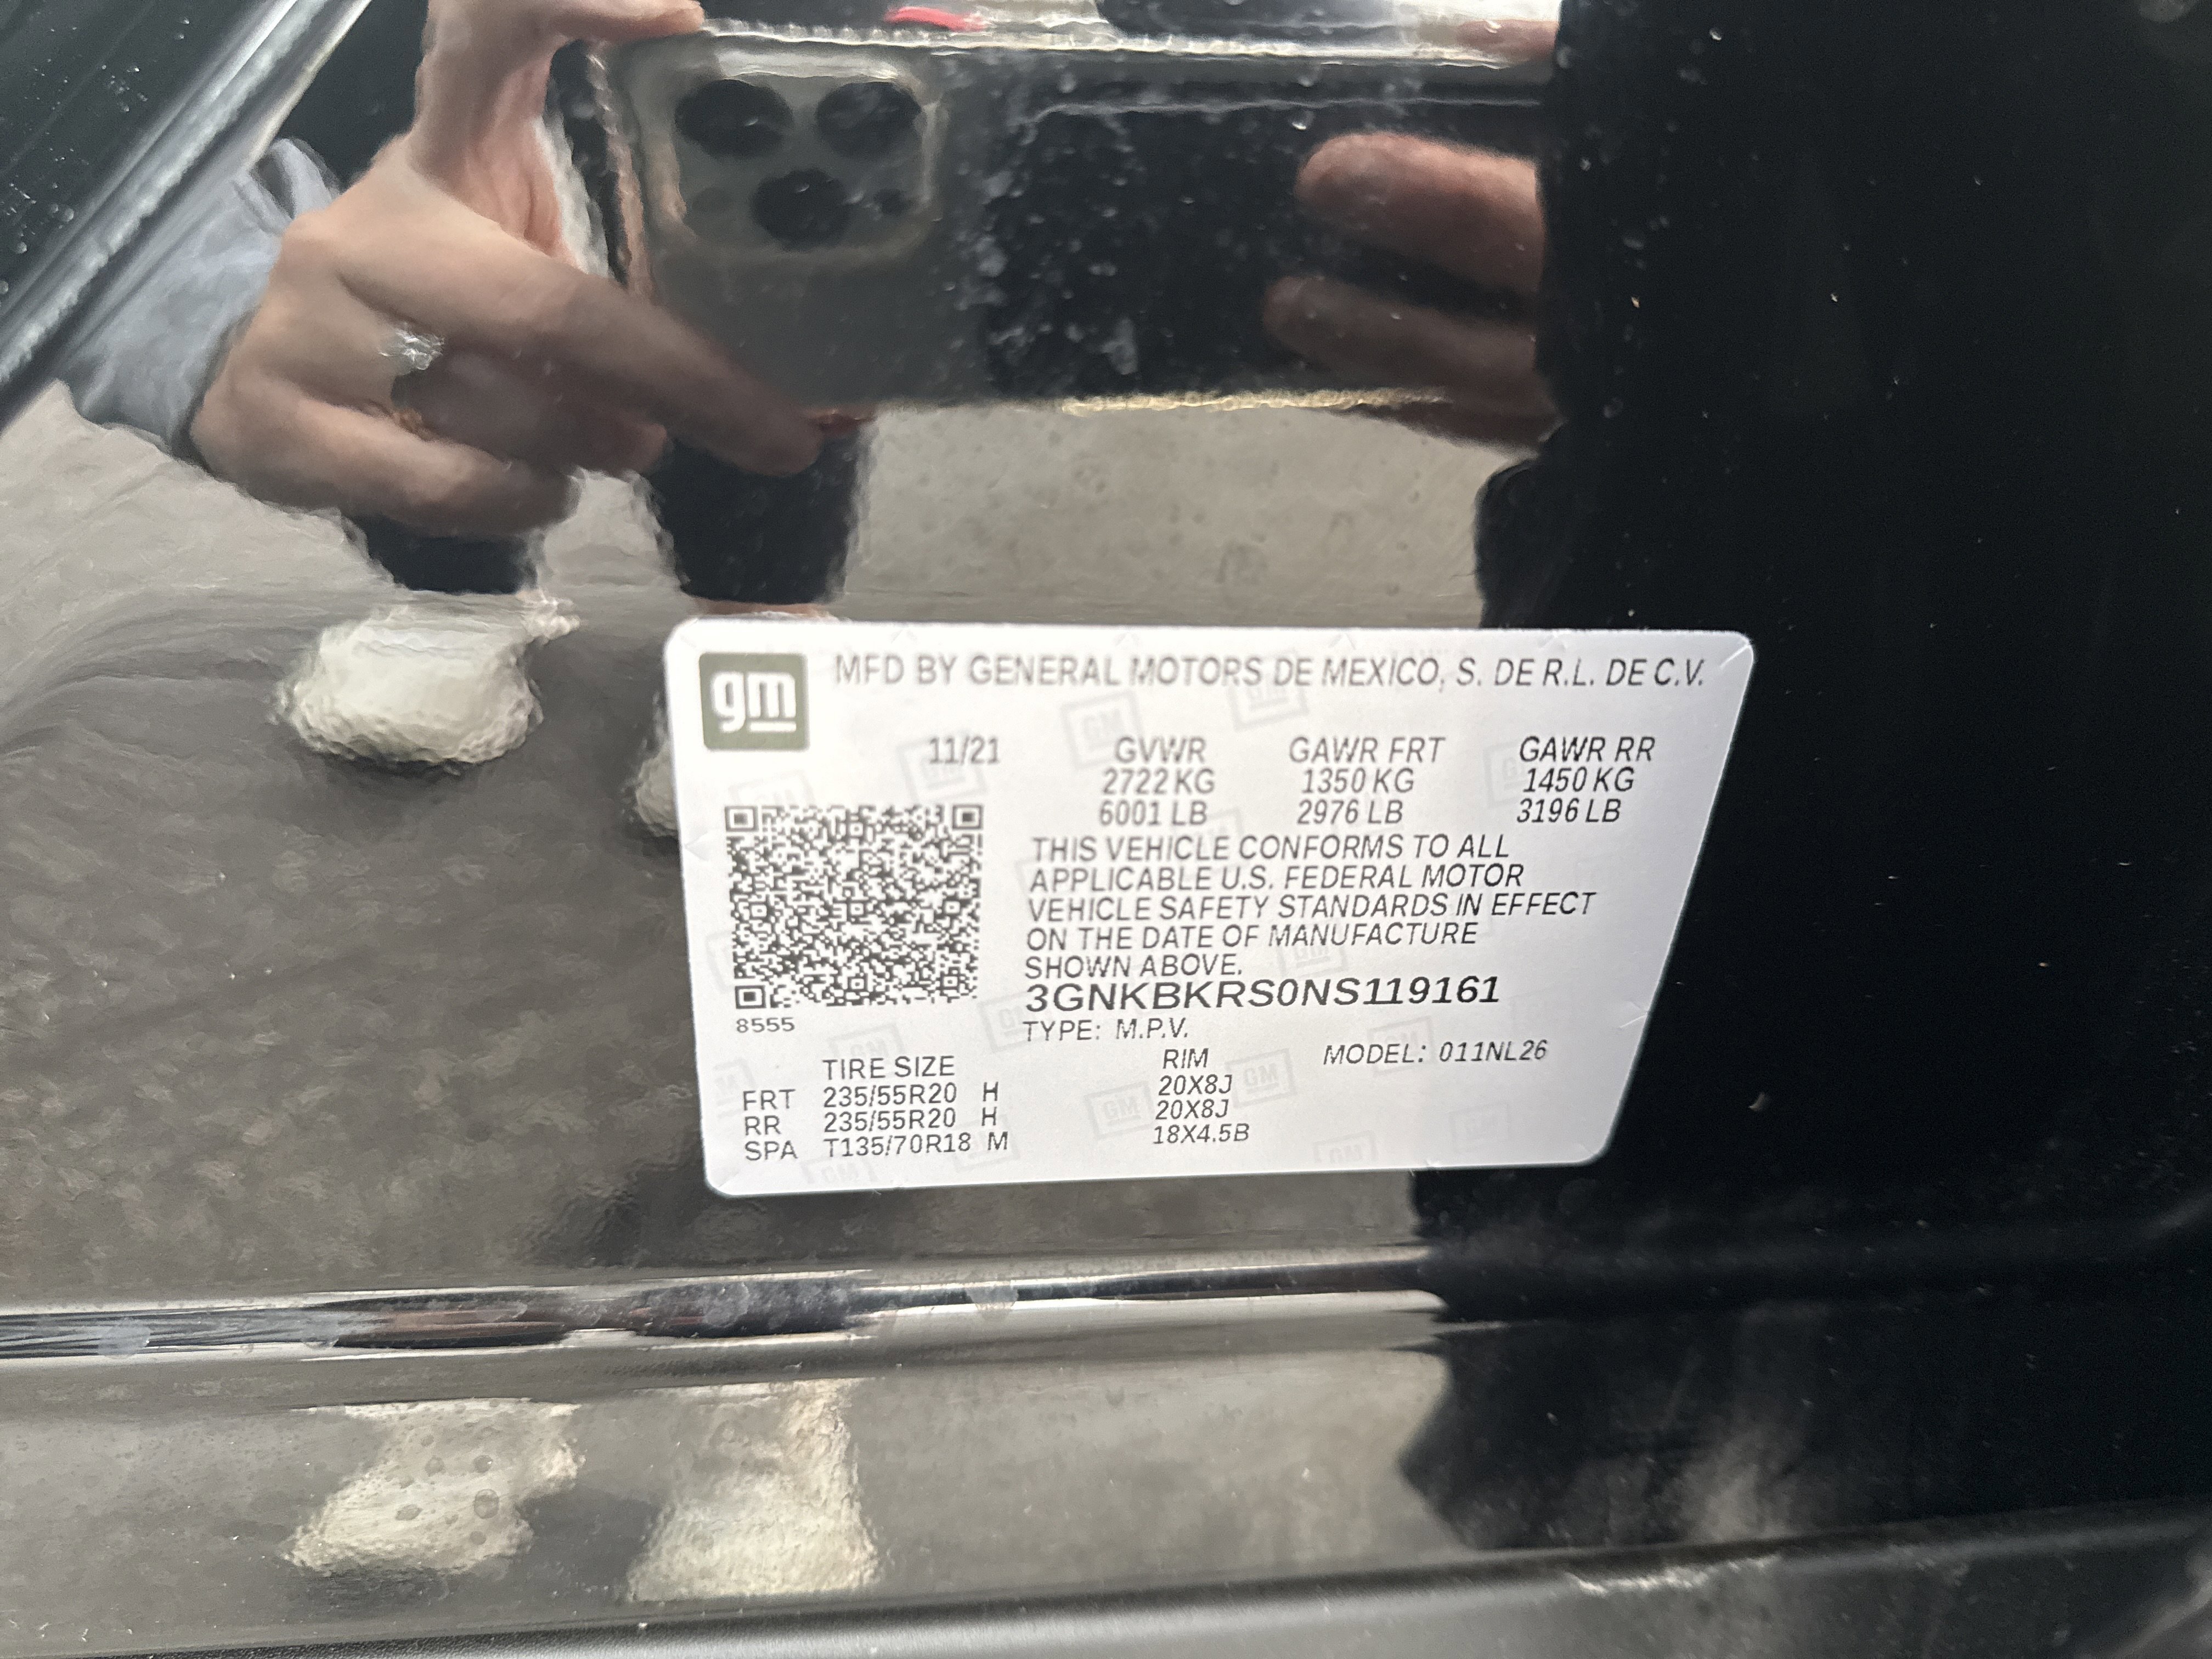 gm
MFD BY GENERAL MOTORS DE MEXICO, S. DE R.L. DE C.V.
11/21 GVWR GAWR FRT GAWR RR
2722 KG 1350 KG 1450 KG
6001 LB 2976 LB 3196 LB
THIS VEHICLE CONFORMS TO ALL
APPLICABLE U.S. FEDERAL MOTOR
VEHICLE SAFETY STANDARDS IN EFFECT
ON THE DATE OF MANUFACTURE
SHOWN ABOVE.
3GNKBKRS0NS119161
8555
TYPE: M.P.V.
TIRE SIZE RIM MODEL: 011NL26
FRT 235/55R20 H 20X8J
RR 235/55R20 H 20X8J
SPA T135/70R18 M 18X4.5B